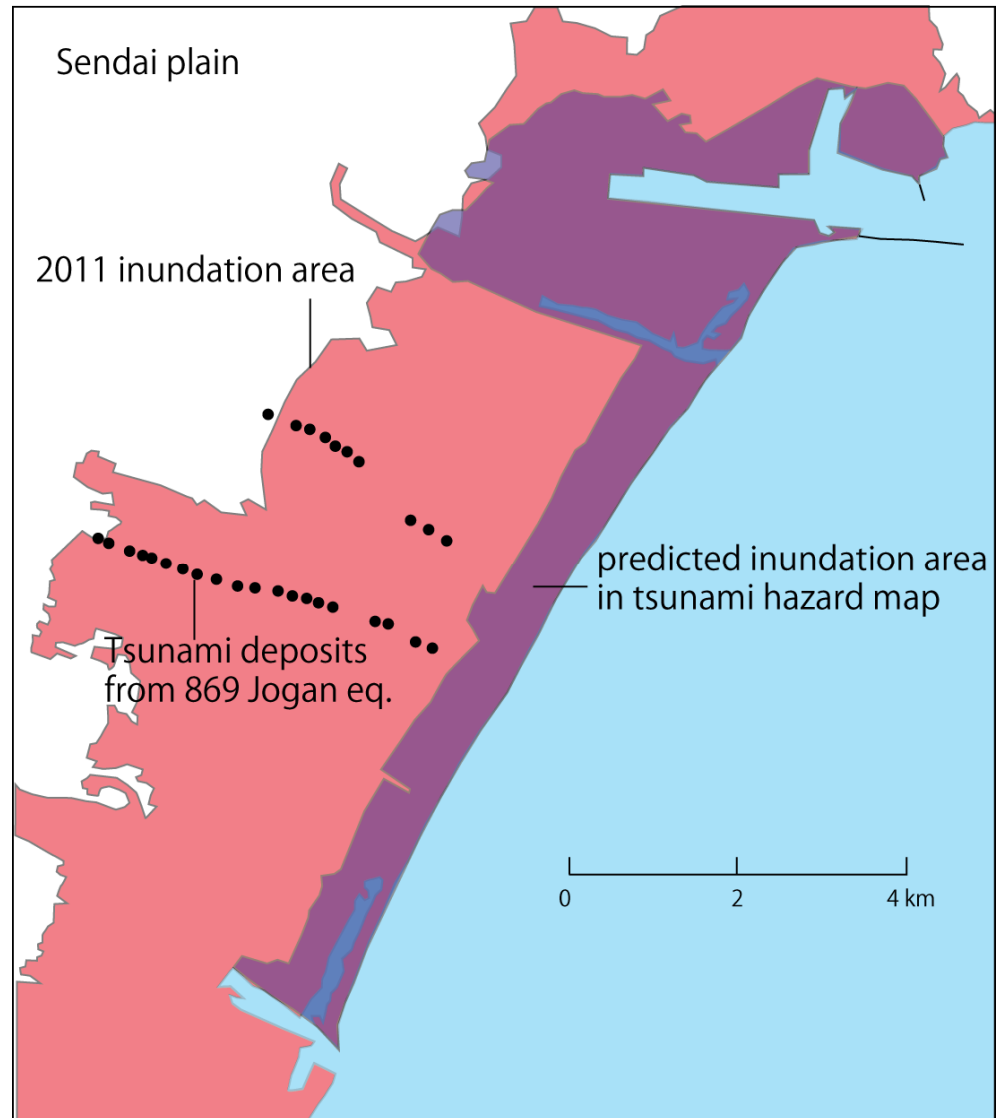 Sendai plain
2011 inundation area
predicted inundation area
in tsunami hazard map
Tsunami deposits
from 869 Jogan eq.
0 2 4 km